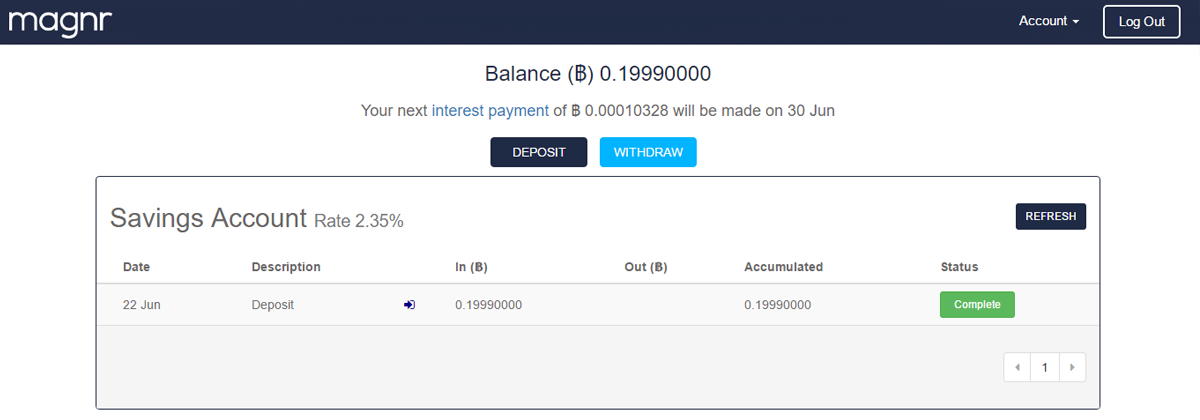 magnr
Account
Log Out
Balance (฿) 0.19990000
Your next interest payment of ฿ 0.00010328 will be made on 30 Jun
DEPOSIT WITHDRAW
Savings Account Rate 2.35%
REFRESH
Date Description In (฿) Out (฿) Accumulated Status
22 Jun Deposit 0.19990000 0.19990000 Complete
1